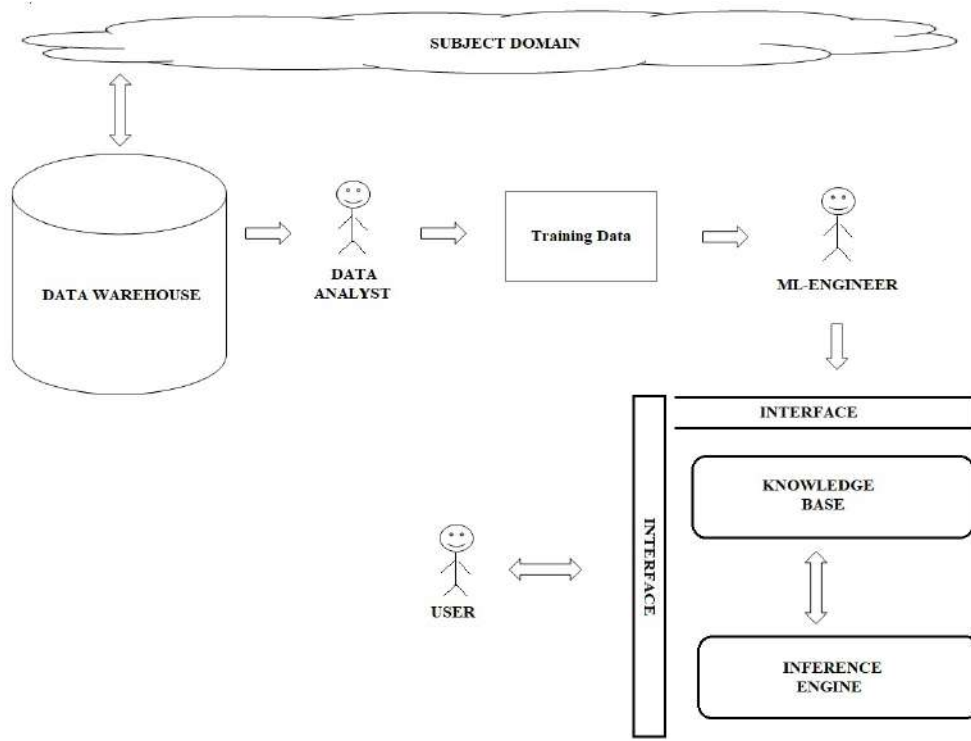 SUBJECT DOMAIN
DATA WAREHOUSE
DATA
ANALYST
Training Data
ML-ENGINEER
INTERFACE
KNOWLEDGE
BASE
INTERFACE
USER
INFERENCE
ENGINE